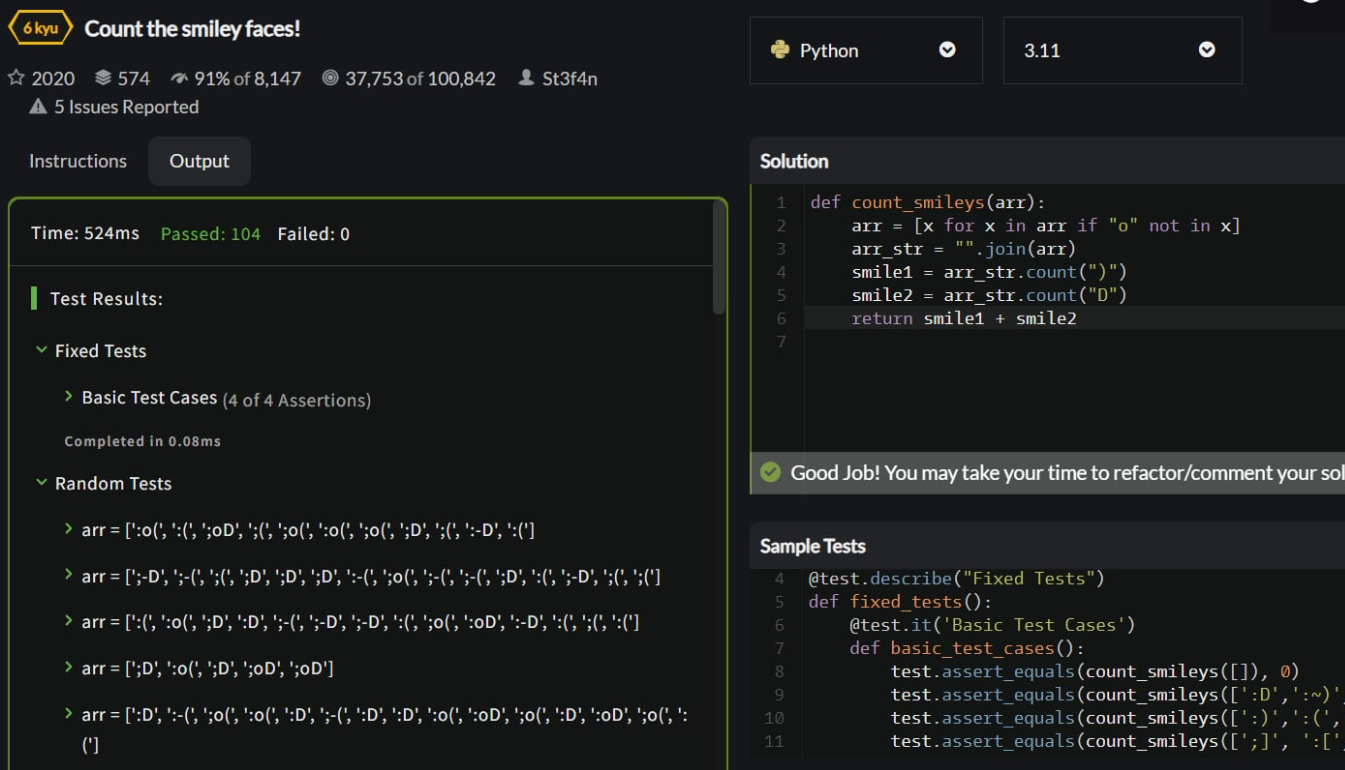 6 kyu Count the smiley faces!
2020 574 91% of 8,147 37,753 of 100,842 St3f4n
5 Issues Reported
Instructions Output
Time: 524ms Passed: 104 Failed: 0
Test Results:
Fixed Tests
Basic Test Cases (4 of 4 Assertions)
Completed in 0.08ms
Random Tests
arr = [':o(', ':(', ';oD', ';(', ';o(', ':o(', ';o(', ';D', ';(', ':-D', ':(']
arr = [';-D', ';-(', ';(', ';D', ';D', ';D', ':-(', ';o(', ';-(', ';-(', ';D', ':(', ';-D', ';(', ';(']
arr = [':(', ':o(', ';D', ':D', ';-(', ';-D', ';-D', ':(', ';o(', ':oD', ':-D', ':(', ';(', ':(']
arr = [';D', ':o(', ';D', ';oD', ';oD']
arr = [':D', ':-(', ';o(', ':o(', ':D', ';-(', ':D', ':D', ':o(', ':oD', ';o(', ':D', ':oD', ';o(', ':
(']
Python 3.11
Solution
1 def count_smileys(arr):
2 arr = [x for x in arr if "o" not in x]
3 arr_str = "".join(arr)
4 smile1 = arr_str.count(")")
5 smile2 = arr_str.count("D")
6 return smile1 + smile2
7
Good Job! You may take your time to refactor/comment your sol
Sample Tests
4 @test.describe("Fixed Tests")
5 def fixed_tests():
6 @test.it('Basic Test Cases')
7 def basic_test_cases():
8 test.assert_equals(count_smileys([]), 0)
9 test.assert_equals(count_smileys([':D',':~)',
10 test.assert_equals(count_smileys([':)',':(',
11 test.assert_equals(count_smileys([';]', ':[',